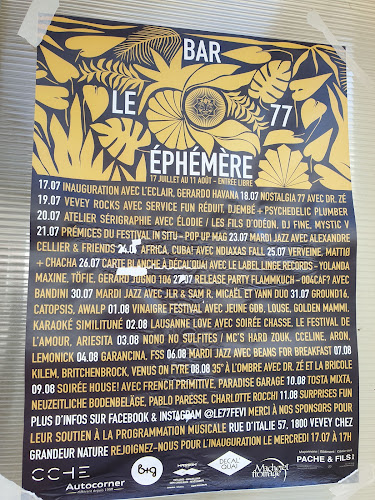 BAR
LE 77
ÉPHÉMÈRE
17 JUILLET AU 11 AOÛT - ENTRÉE LIBRE
17.07 INAUGURATION AVEC L'ECLAIR, GERARDO HAVANA 18.07 NOSTALGIA 77 AVEC DR. ZÉ
19.07 VEVEY ROCKS AVEC SERVICE FUN RÉDUIT, DJEMBÉ + PSYCHEDELIC PLUMBER
20.07 ATELIER SÉRIGRAPHIE AVEC ÉLODIE / LES FILS D'ODÉON, DJ FINE, MYSTIC V
21.07 PRÉMICES DU FESTIVAL IN SITU - POP UP MAG 23.07 MARDI JAZZ AVEC ALEXANDRE
CELLIER & FRIENDS 24.07 AFRICA, CUBA! AVEC NOIAXAS FALL 25.07 VERVEINE, MATTIØ
+ CHACHA 26.07 CARTE BLANCHE À DÉCALQUAI AVEC LE LABEL LINGE RECORDS - YOLANDA
MAXINE, TÖFIE, GERARD JUGNO 106 27.07 RELEASE PARTY FLAMMKUCH - 004CAF? AVEC
BANDINI 30.07 MARDI JAZZ AVEC JLR & SAM R. MICAËL ET YANN DUO 31.07 GROUND16,
CATOPSIS, AWALP 01.08 VINAIGRE FESTIVAL AVEC JEUNE GDB, LOUSE, GOLDEN MAMMI,
KARAOKÉ SIMILITUNÉ 02.08 LAUSANNE LOVE AVEC SOIRÉE CHASSE, LE FESTIVAL DE
L'AMOUR, ARIESITA 03.08 NONO NO SULFITES / MC'S HARD ZOUK, CCELINE, ARON,
LEMONICK 04.08 GARANCINA, FSS 06.08 MARDI JAZZ AVEC BEANS FOR BREAKFAST 07.08
KILEM, BRITCHENBROCK, VENUS ON FYRE 08.08 35° À L'OMBRE AVEC DR. ZÉ ET LA BRICOLE
09.08 SOIRÉE HOUSE! AVEC FRENCH PRIMITIVE, PARADISE GARAGE 10.08 TOSTA MIXTA,
NEUZEITLICHE BODENBELÄGE, PABLO PARESSE, CHARLOTTE ROCCHI 11.08 SURPRISES FUN
PLUS D'INFOS SUR FACEBOOK & INSTAGRAM @LE77FEVI MERCI À NOS SPONSORS POUR
LEUR SOUTIEN À LA PROGRAMMATION MUSICALE RUE D'ITALIE 57, 1800 VEVEY CHEZ
GRANDEUR NATURE REJOIGNEZ-NOUS POUR L'INAUGURATION LE MERCREDI 17.07 À 17H
CCHE
Autocorner
b+g
DECAL'QUAI
PACHE & FILS